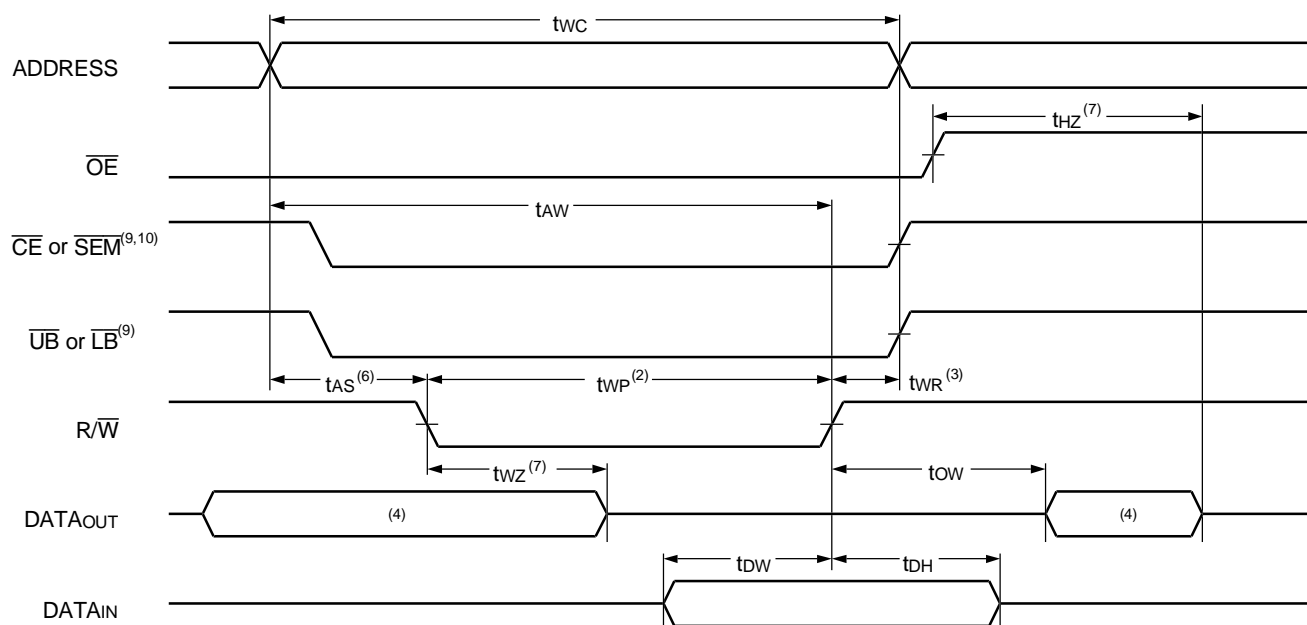 tWC
ADDRESS
tHZ(7)
OE
tAW
CE or SEM(9,10)
UB or LB(9)
tAS(6) tWP(2) tWR(3)
R/W
tWZ(7) tOW
DATAOUT (4) (4)
tDW tDH
DATAIN